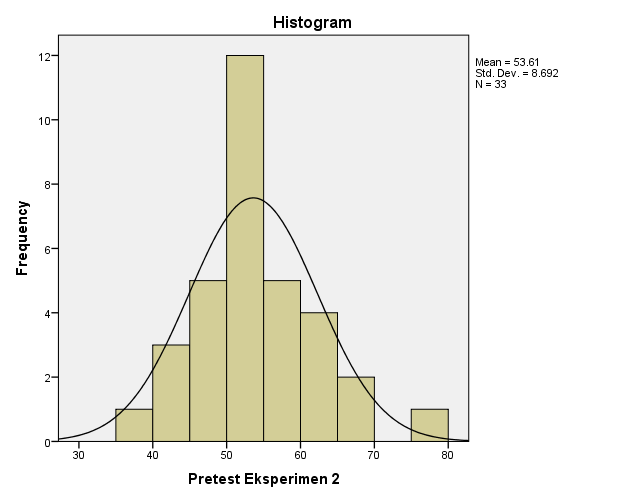 Histogram
Mean = 53.61
Std. Dev. = 8.692
N = 33
Frequency
12
10
8
6
4
2
0
30 40 50 60 70 80
Pretest Eksperimen 2